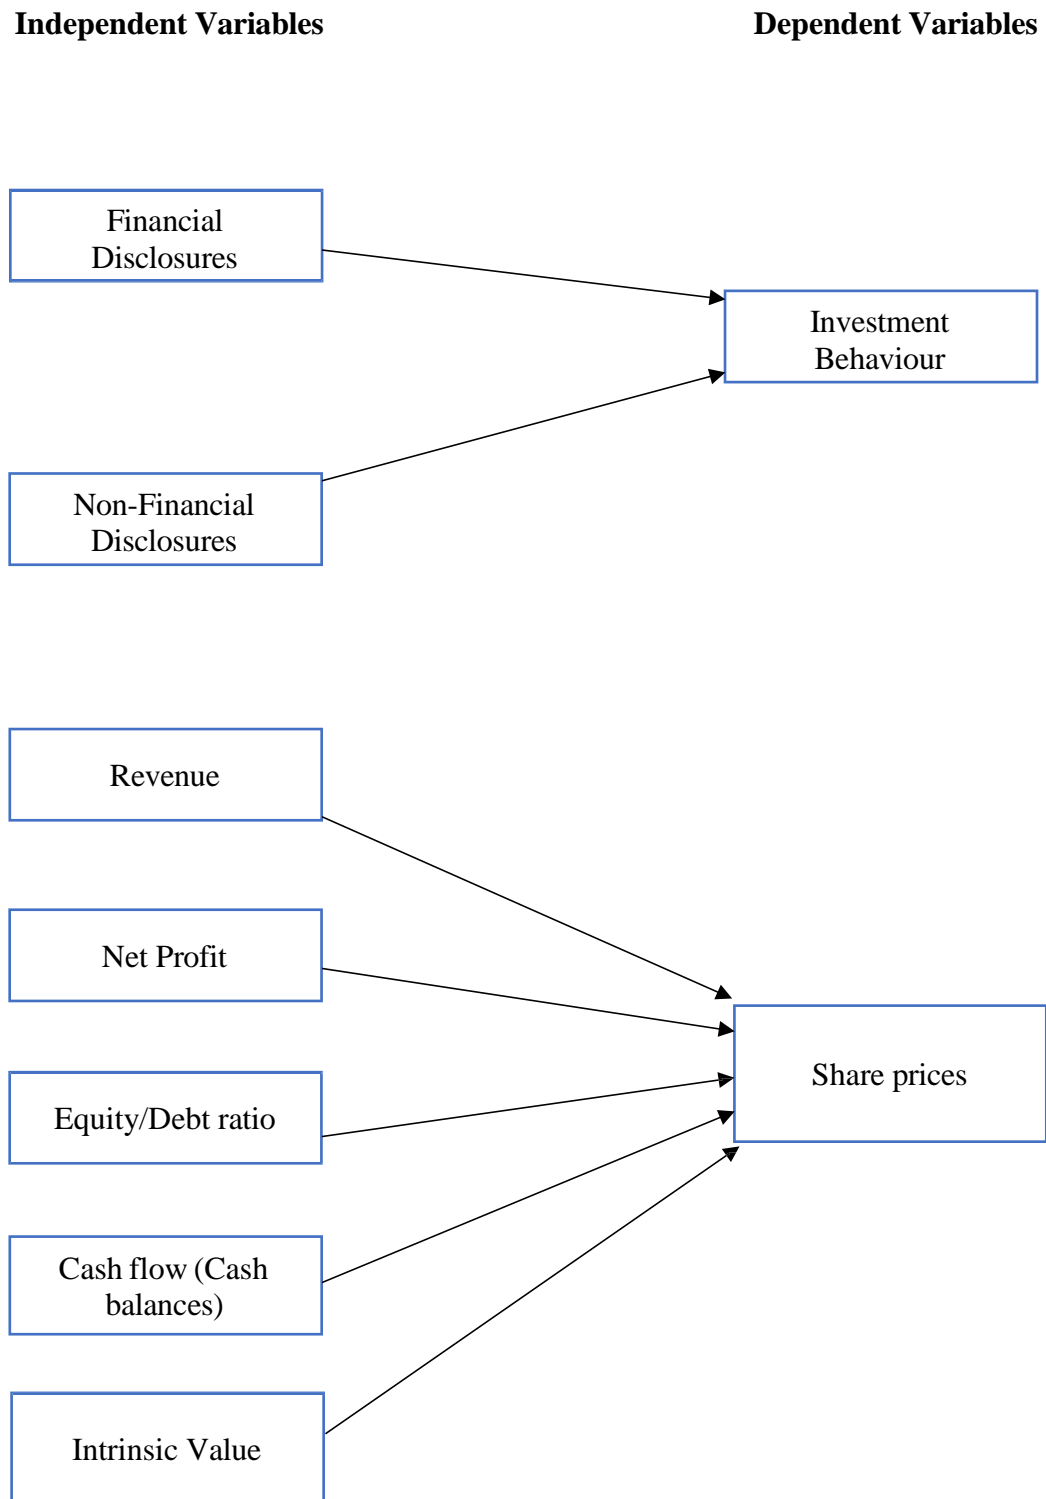 Independent Variables
Dependent Variables
Financial
Disclosures
Investment
Behaviour
Non-Financial
Disclosures
Revenue
Net Profit
Share prices
Equity/Debt ratio
Cash flow (Cash
balances)
Intrinsic Value